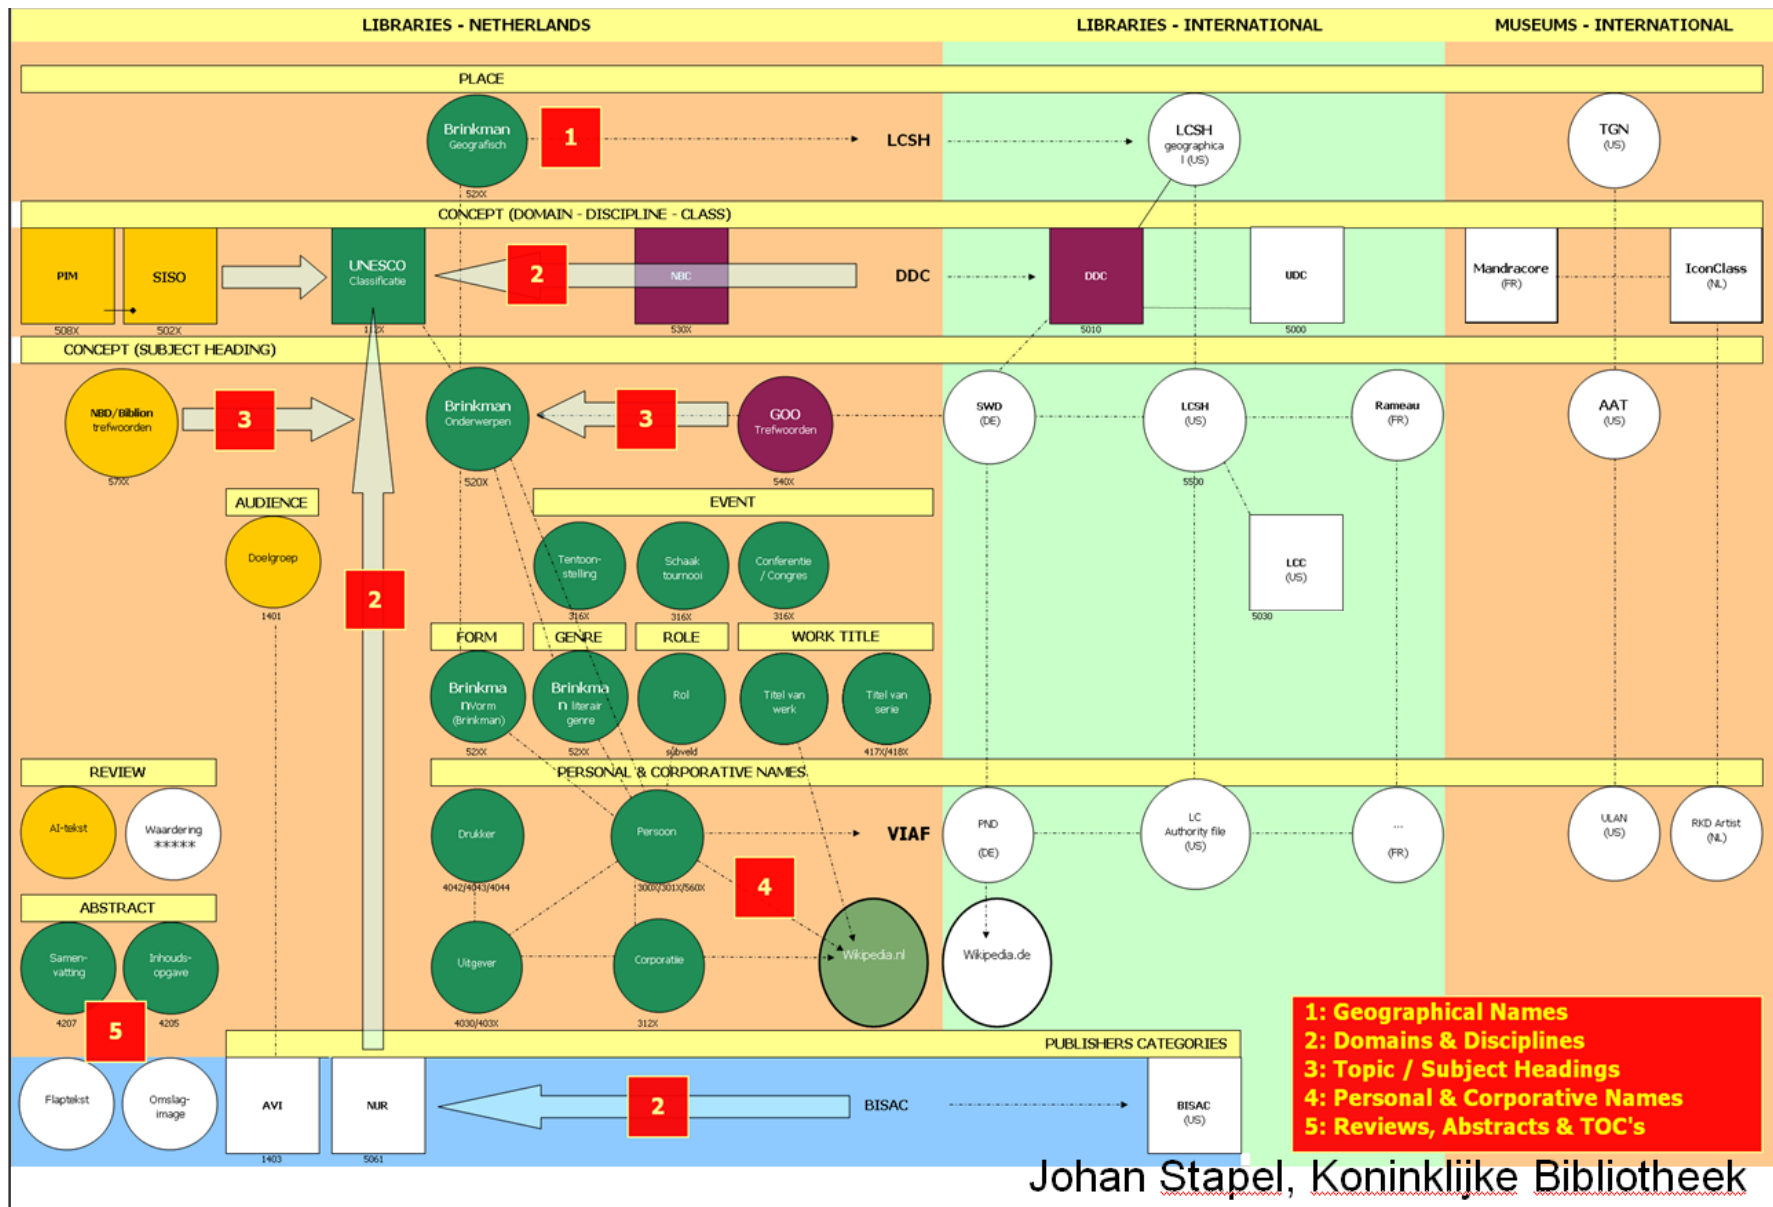 LIBRARIES - NETHERLANDS
LIBRARIES - INTERNATIONAL
MUSEUMS - INTERNATIONAL
PLACE
Brinkman
Geografisch
52XX
1
LCSH
LCSH
geographica
l (US)
TGN
(US)
CONCEPT (DOMAIN - DISCIPLINE - CLASS)
PIM
508X
SISO
502X
UNESCO
Classificatie
2
NBC
530X
DDC
DDC
5010
UDC
5000
Mandracore
(FR)
IconClass
(NL)
CONCEPT (SUBJECT HEADING)
NBD/Biblion
trefwoorden
57XX
3
Brinkman
Onderwerpen
520X
3
GOO
Trefwoorden
540X
SWD
(DE)
LCSH
(US)
5500
Rameau
(FR)
AAT
(US)
AUDIENCE
Doelgroep
1401
2
EVENT
Tentoon-
stelling
316X
Schaak
tournooi
316X
Conferentie
/ Congres
316X
LCC
(US)
5030
FORM
GENRE
ROLE
WORK TITLE
Brinkma
nVorm
(Brinkman)
52XX
Brinkma
n literair
genre
52XX
Rol
subveld
Titel van
werk
Titel van
serie
417X/418X
REVIEW
AI-tekst
Waardering
*****
PERSONAL & CORPORATIVE NAMES
Drukker
4042/4043/4044
Persoon
300X/301X/560X
VIAF
PND
(DE)
LC
Authority file
(US)
...
(FR)
ULAN
(US)
RKD Artist
(NL)
4
ABSTRACT
Samen-
vatting
4207
Inhouds-
opgave
4205
5
Uitgever
4030/403X
Corporatie
312X
Wikipedia.nl
Wikipedia.de
PUBLISHERS CATEGORIES
Flaptekst
Omslag-
image
AVI
1403
NUR
5061
2
BISAC
BISAC
(US)
1: Geographical Names
2: Domains & Disciplines
3: Topic / Subject Headings
4: Personal & Corporative Names
5: Reviews, Abstracts & TOC's
Johan Stapel, Koninklijke Bibliotheek